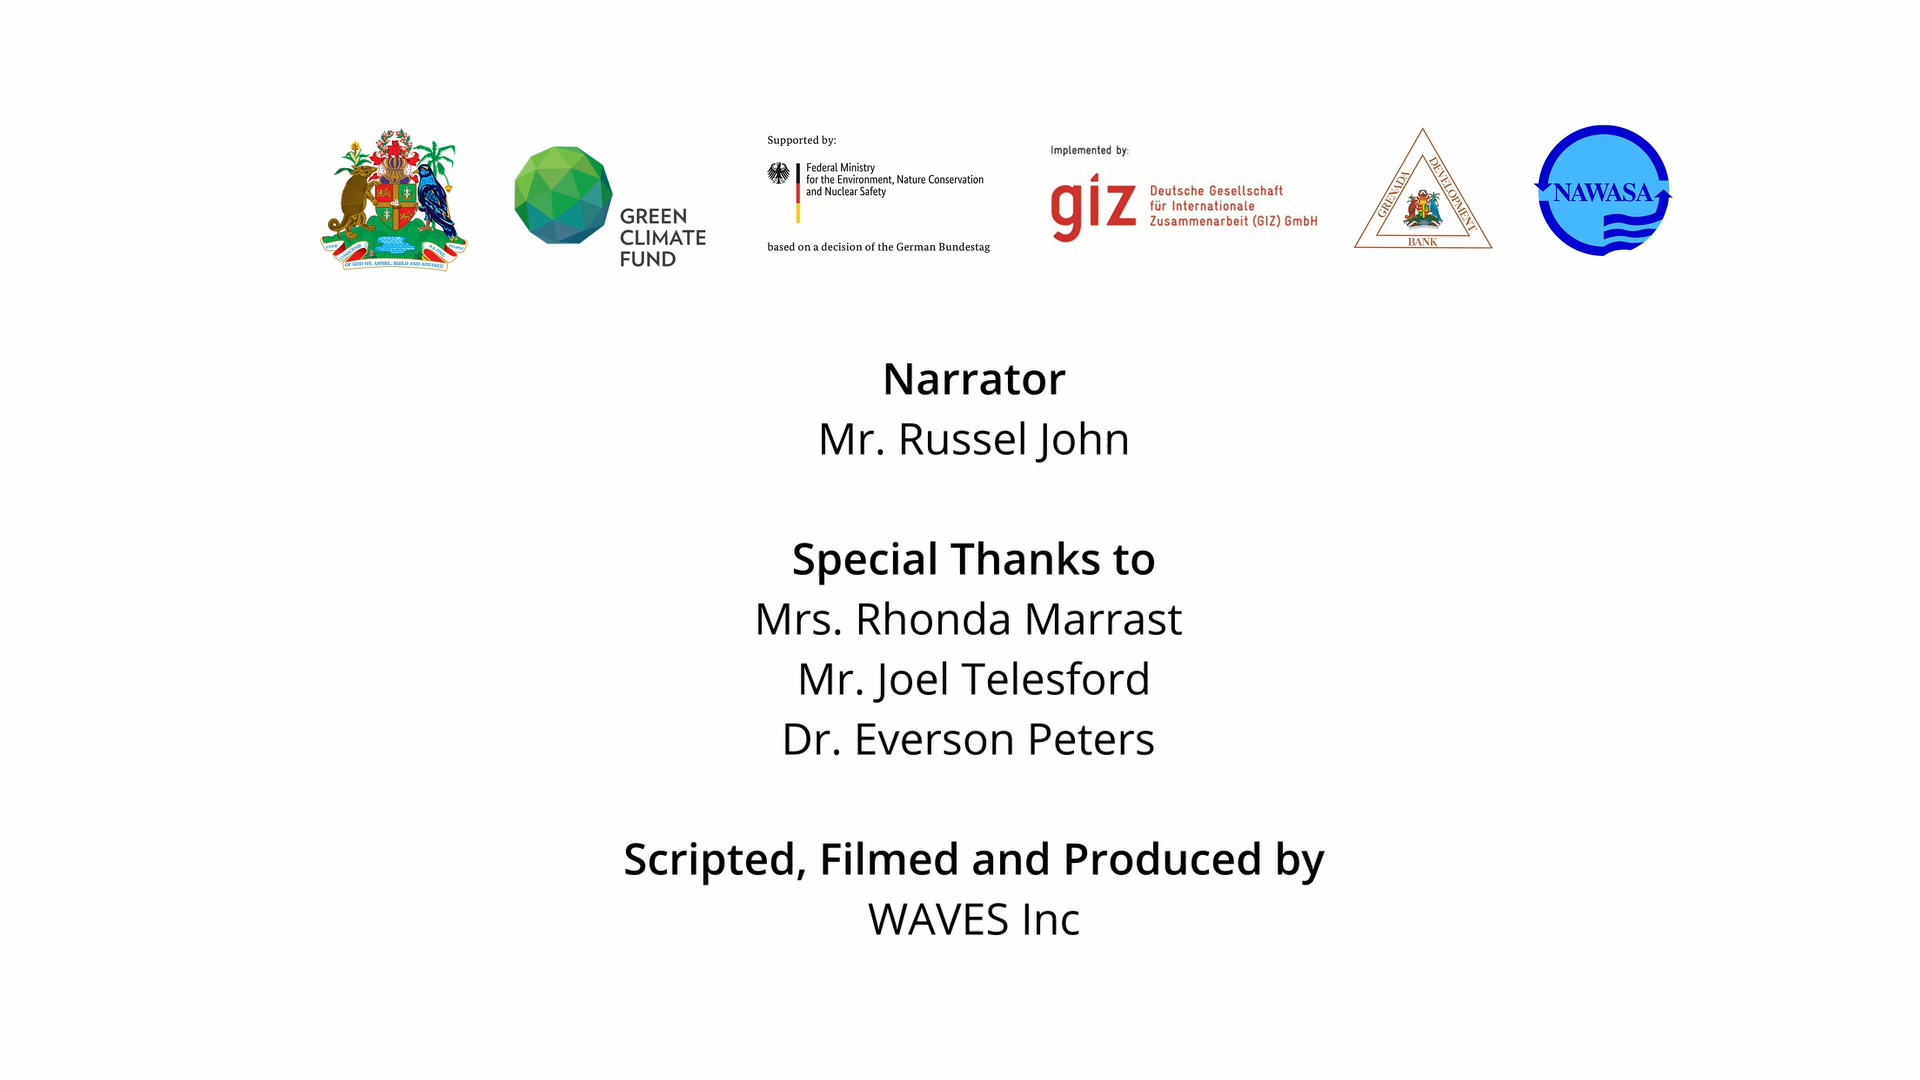 GREEN
CLIMATE
FUND
Supported by:
Federal Ministry
for the Environment, Nature Conservation
and Nuclear Safety
based on a decision of the German Bundestag
Implemented by:
giz
Deutsche Gesellschaft
für Internationale
Zusammenarbeit (GIZ) GmbH
GRENADA DEVELOPMENT
BANK
NAWASA
Narrator
Mr. Russel John
Special Thanks to
Mrs. Rhonda Marrast
Mr. Joel Telesford
Dr. Everson Peters
Scripted, Filmed and Produced by
WAVES Inc